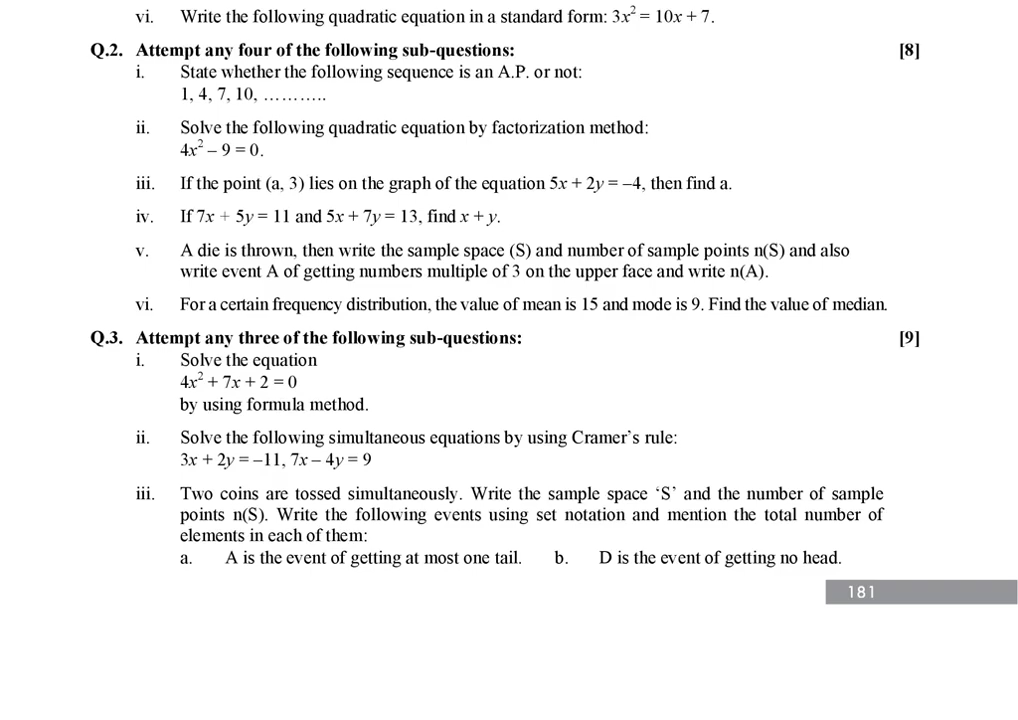 vi. Write the following quadratic equation in a standard form: 3x² = 10x + 7.
Q.2. Attempt any four of the following sub-questions: [8]
i. State whether the following sequence is an A.P. or not:
1, 4, 7, 10, ………..
ii. Solve the following quadratic equation by factorization method:
4x² – 9 = 0.
iii. If the point (a, 3) lies on the graph of the equation 5x + 2y = –4, then find a.
iv. If 7x + 5y = 11 and 5x + 7y = 13, find x + y.
v. A die is thrown, then write the sample space (S) and number of sample points n(S) and also
write event A of getting numbers multiple of 3 on the upper face and write n(A).
vi. For a certain frequency distribution, the value of mean is 15 and mode is 9. Find the value of median.
Q.3. Attempt any three of the following sub-questions: [9]
i. Solve the equation
4x² + 7x + 2 = 0
by using formula method.
ii. Solve the following simultaneous equations by using Cramer’s rule:
3x + 2y = –11, 7x – 4y = 9
iii. Two coins are tossed simultaneously. Write the sample space ‘S’ and the number of sample
points n(S). Write the following events using set notation and mention the total number of
elements in each of them:
a. A is the event of getting at most one tail. b. D is the event of getting no head.
181